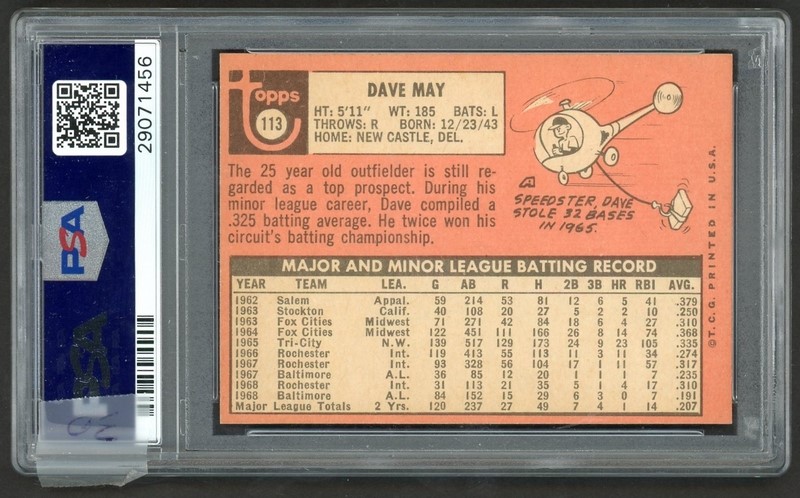 29071456
PSA
PSA
20
topps
113
DAVE MAY
HT: 5'11" WT: 185 BATS: L
THROWS: R BORN: 12/23/43
HOME: NEW CASTLE, DEL.
The 25 year old outfielder is still re-
garded as a top prospect. During his
minor league career, Dave compiled a
.325 batting average. He twice won his
circuit's batting championship.
SPEEDSTER, DAVE
STOLE 32 BASES
IN 1965.
MAJOR AND MINOR LEAGUE BATTING RECORD
YEAR TEAM LEA. G AB R H 2B 3B HR RBI AVG.
1962 Salem Appal. 59 214 53 81 12 6 5 41 .379
1963 Stockton Calif. 40 108 20 27 5 2 2 10 .250
1963 Fox Cities Midwest 71 271 42 84 18 6 4 27 .310
1964 Fox Cities Midwest 122 451 111 166 26 8 14 74 .368
1965 Tri-City N.W. 139 517 129 173 24 9 23 105 .335
1966 Rochester Int. 119 413 55 113 11 3 11 34 .274
1967 Rochester Int. 93 328 56 104 17 1 11 57 .317
1967 Baltimore A.L. 36 85 12 20 1 1 1 7 .235
1968 Rochester Int. 31 113 21 35 5 1 4 17 .310
1968 Baltimore A.L. 84 152 15 29 6 3 0 7 .191
Major League Totals 2 Yrs. 120 237 27 49 7 4 1 14 .207
© T.C.G. PRINTED IN U.S.A.